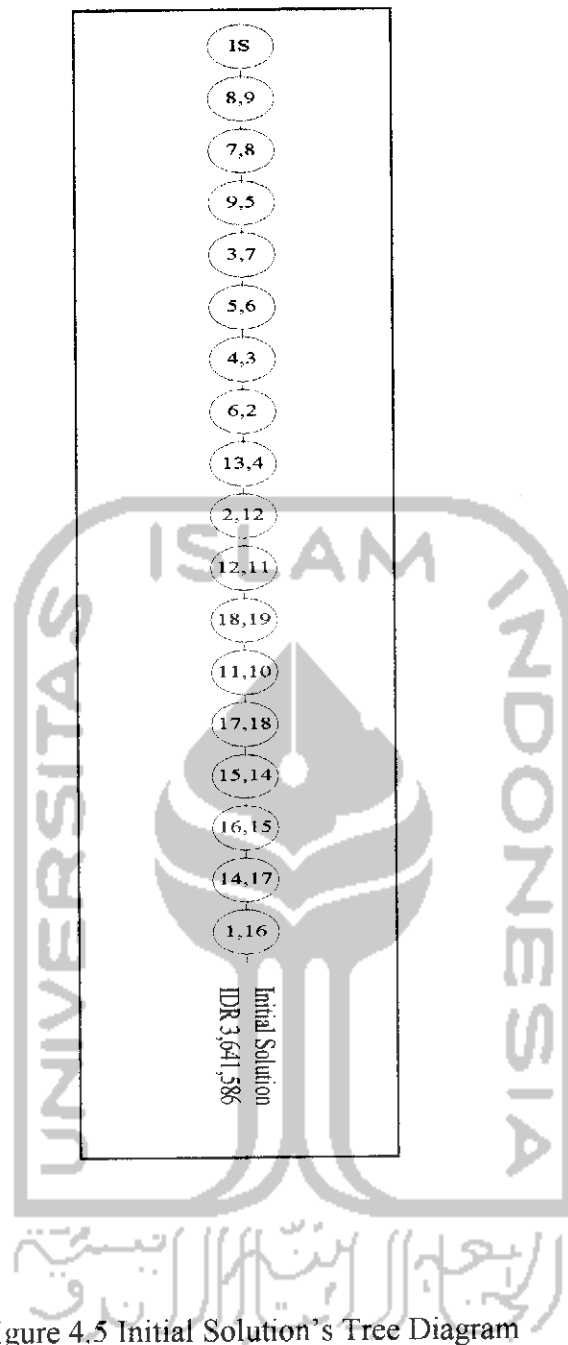 IS
8,9
7,8
9,5
3,7
5,6
4,3
6,2
13,4
2,12
12,11
18,19
11,10
17,18
15,14
16,15
14,17
1,16
Initial Solution
IDR 3,641,586
ISLAM
UNIVERSITAS
INDONESIA
igure 4.5 Initial Solution's Tree Diagram